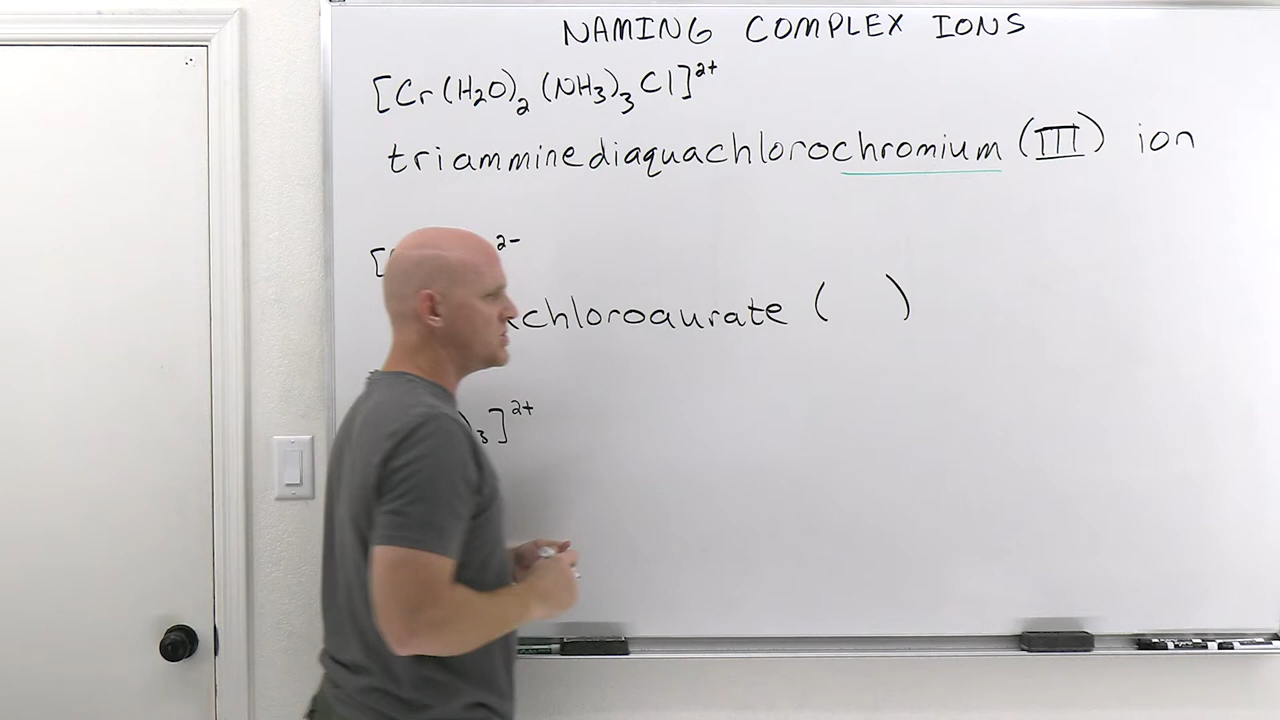 NAMING COMPLEX IONS
[Cr(H₂O)₂(NH₃)₃Cl]²⁺
triamminediaquachlorochromium (III) ion
[ ²⁻
chloroaurate ( )
)₃]²⁺